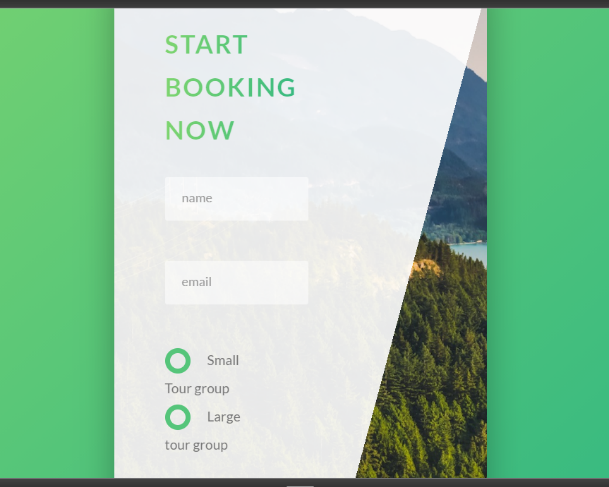 START
BOOKING
NOW
name
email
Small
Tour group
Large
tour group